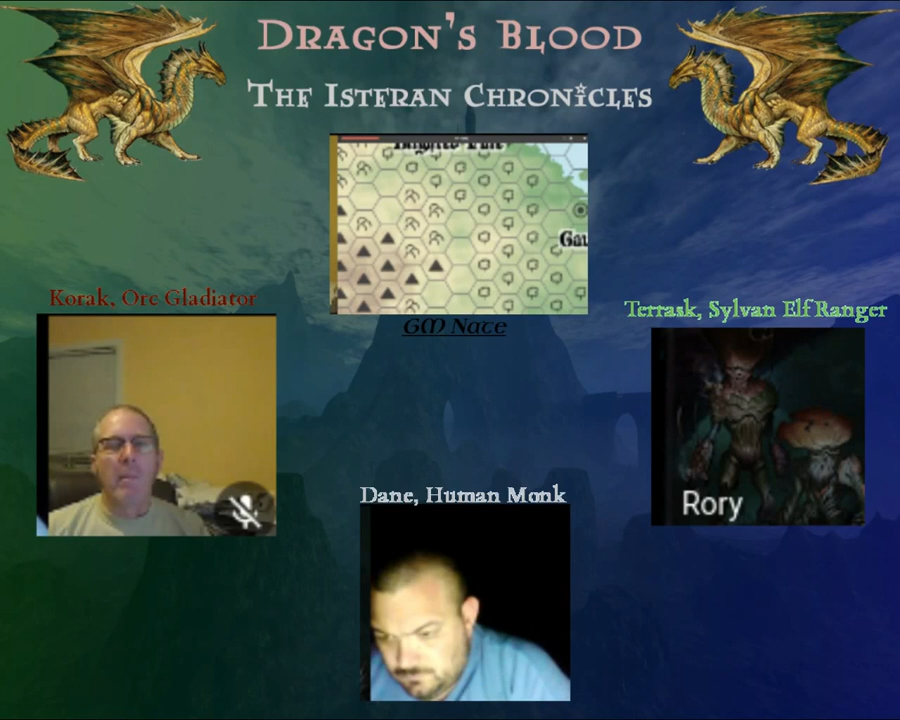 Dragon's Blood
The Isteran Chronicles
Korak, Orc Gladiator
GM Nate
Terrask, Sylvan Elf Ranger
Rory
Dane, Human Monk